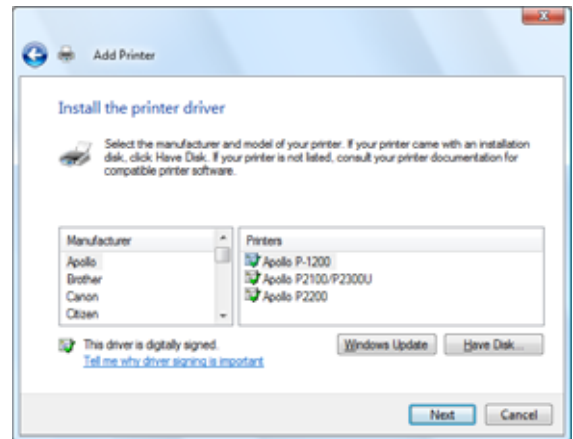 Add Printer
Install the printer driver
Select the manufacturer and model of your printer. If your printer came with an installation
disk, click Have Disk. If your printer is not listed, consult your printer documentation for
compatible printer software.
Manufacturer
Apollo
Brother
Canon
Citizen
Printers
Apollo P-1200
Apollo P2100/P2300U
Apollo P2200
This driver is digitally signed.
Tell me why driver signing is important
Windows Update
Have Disk...
Next
Cancel